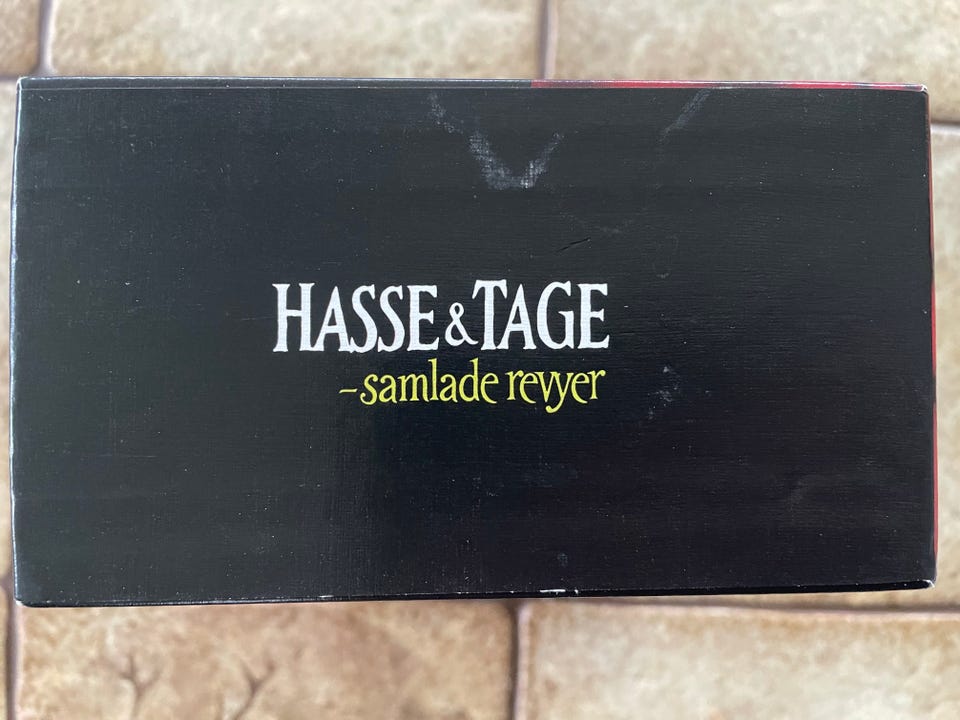 HASSE & TAGE
–samlade revyer